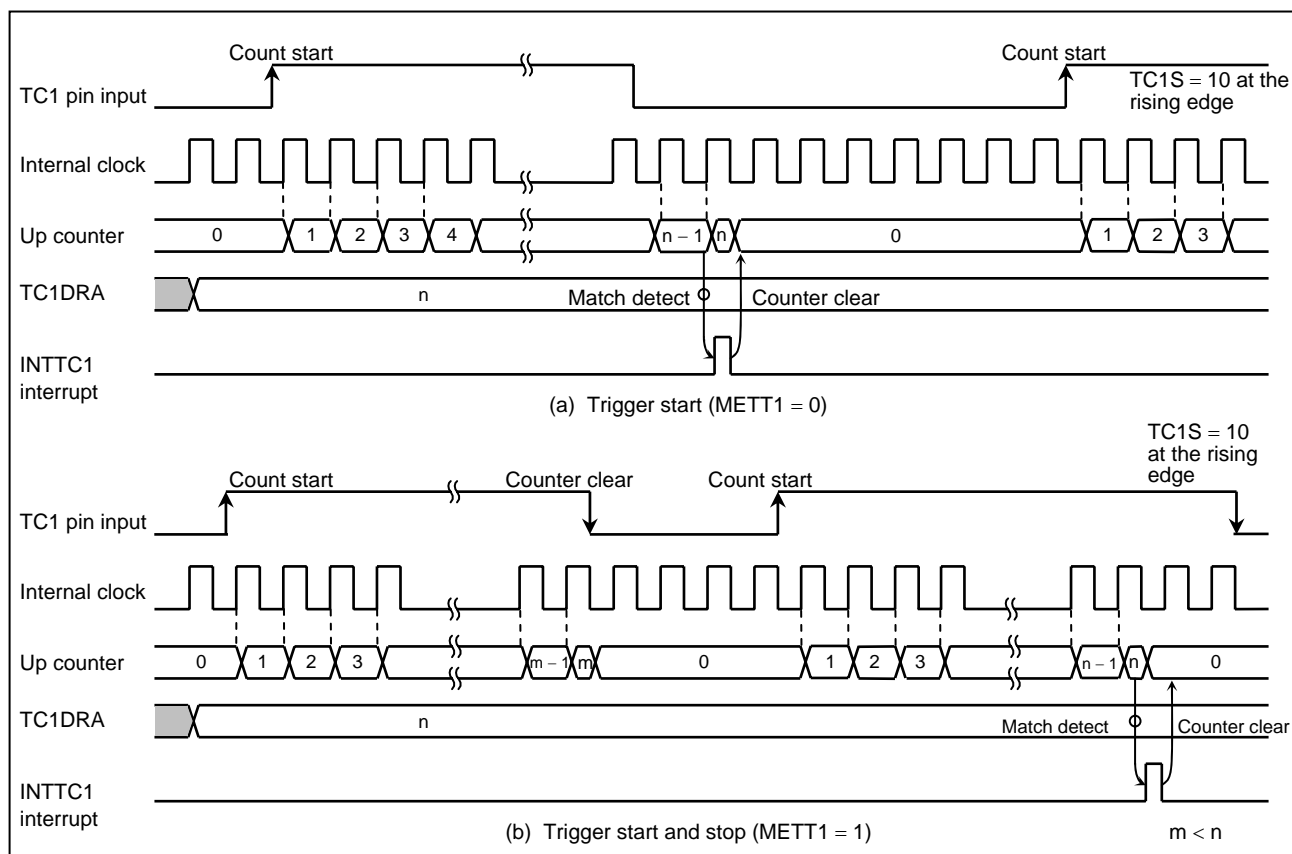 Count start
Count start
TC1 pin input
TC1S = 10 at the
rising edge
Internal clock
Up counter
0 1 2 3 4 n − 1 n 0 1 2 3
TC1DRA
n
Match detect
Counter clear
INTTC1
interrupt
(a) Trigger start (METT1 = 0)
TC1S = 10
at the rising
edge
Count start
Counter clear
Count start
TC1 pin input
Internal clock
Up counter
0 1 2 3 m − 1 m 0 1 2 3 n − 1 n 0
TC1DRA
n
Match detect
Counter clear
INTTC1
interrupt
(b) Trigger start and stop (METT1 = 1)
m < n